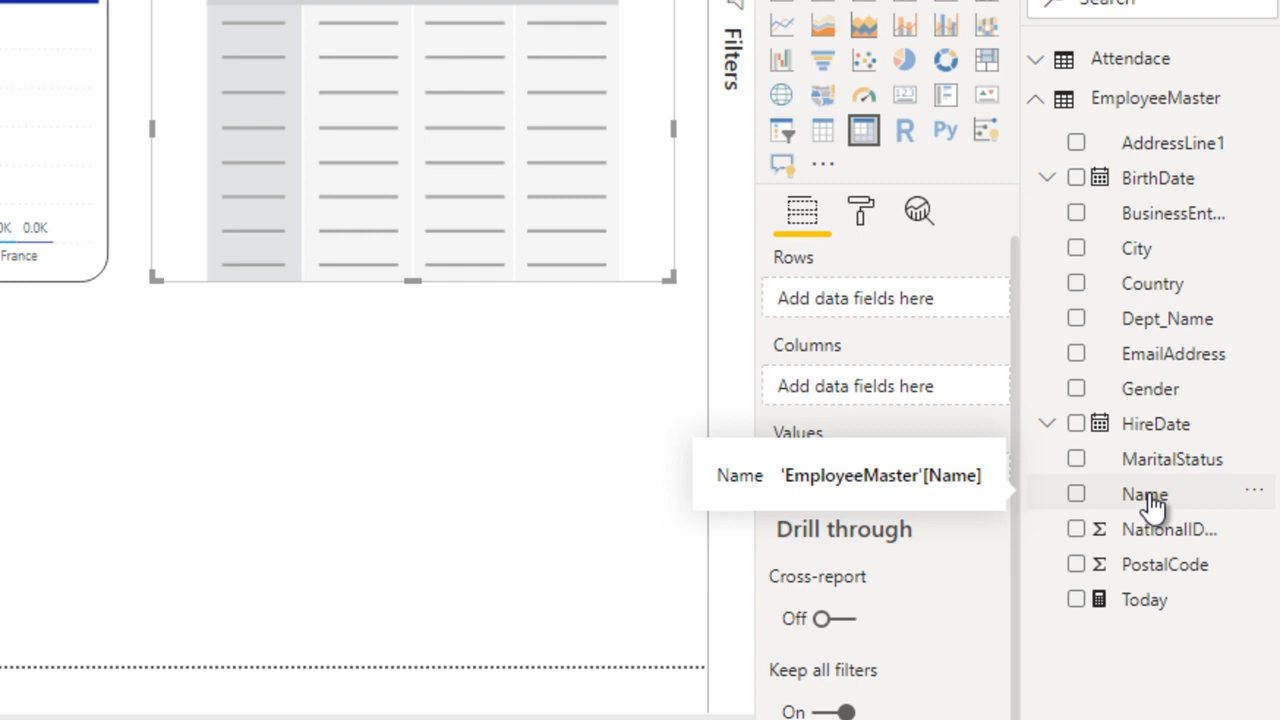 0K 0.0K
France
Filters
123
R
Py
Rows
Add data fields here
Columns
Add data fields here
Values
Name 'EmployeeMaster'[Name]
Drill through
Cross-report
Off
Keep all filters
On
Search
Attendace
EmployeeMaster
AddressLine1
BirthDate
BusinessEnt...
City
Country
Dept_Name
EmailAddress
Gender
HireDate
MaritalStatus
Name
NationalID...
Σ PostalCode
Today